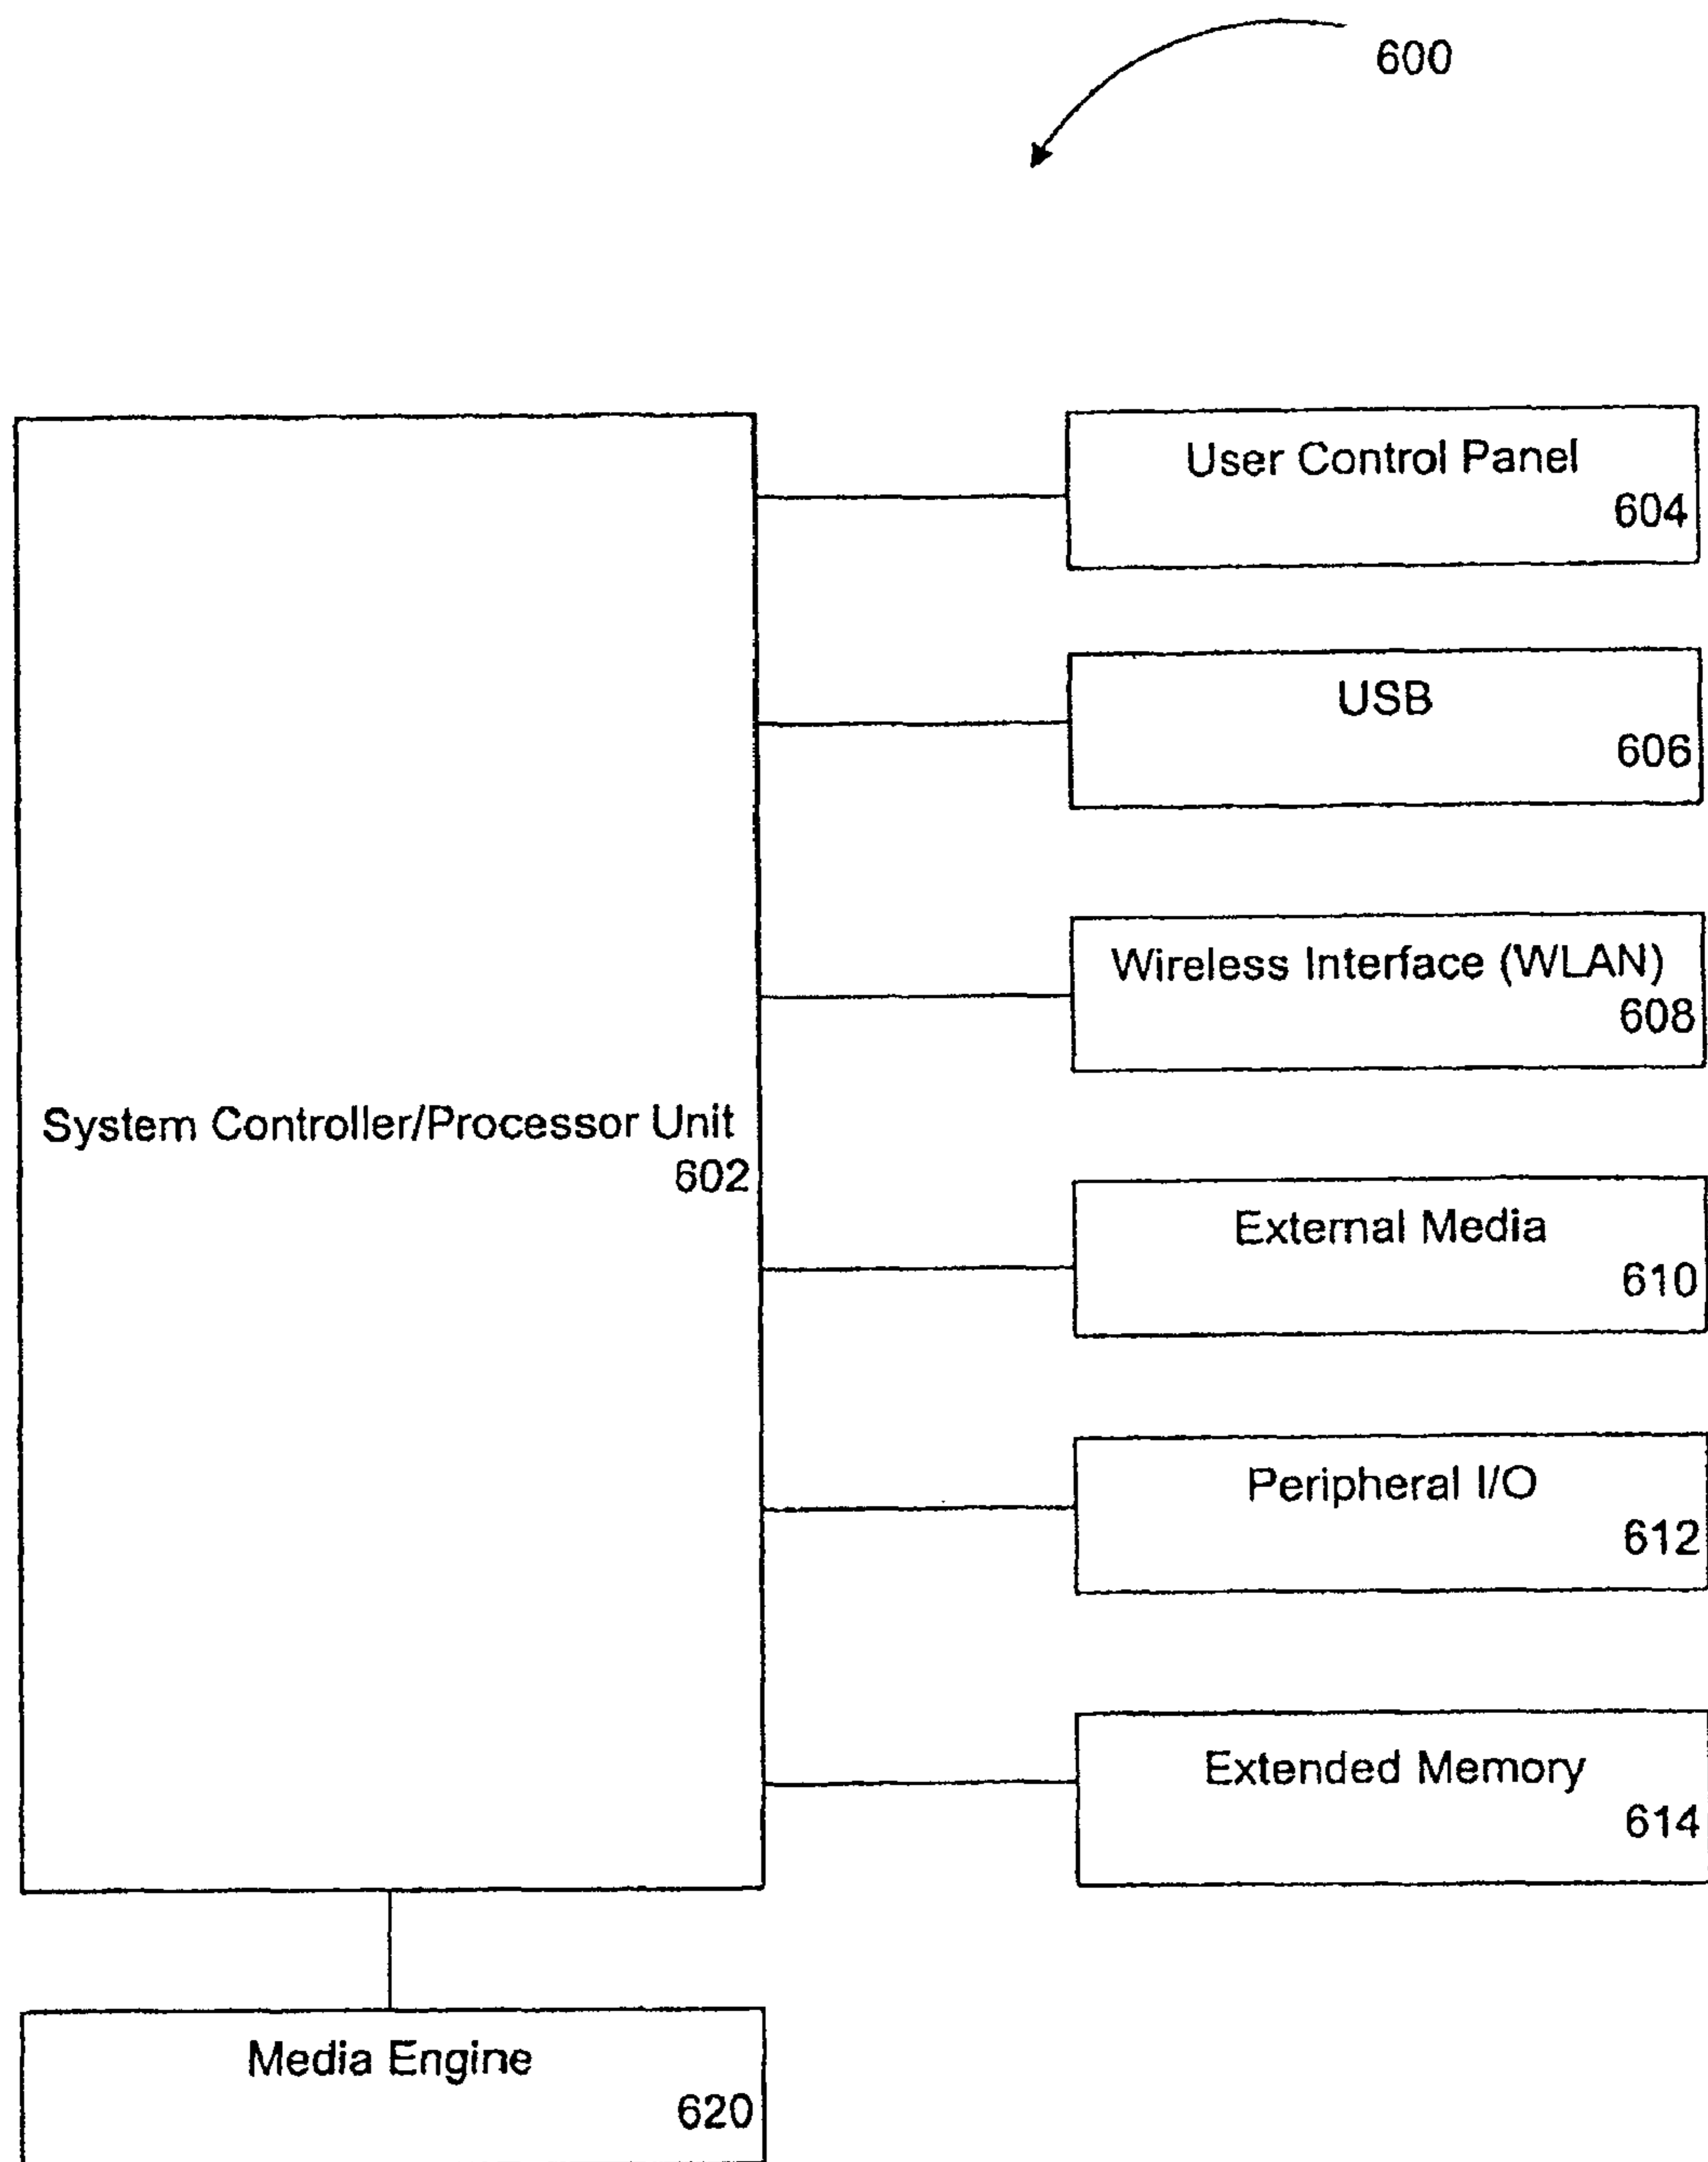 600
User Control Panel
604
USB
606
Wireless Interface (WLAN)
608
System Controller/Processor Unit
602
External Media
610
Peripheral I/O
612
Extended Memory
614
Media Engine
620